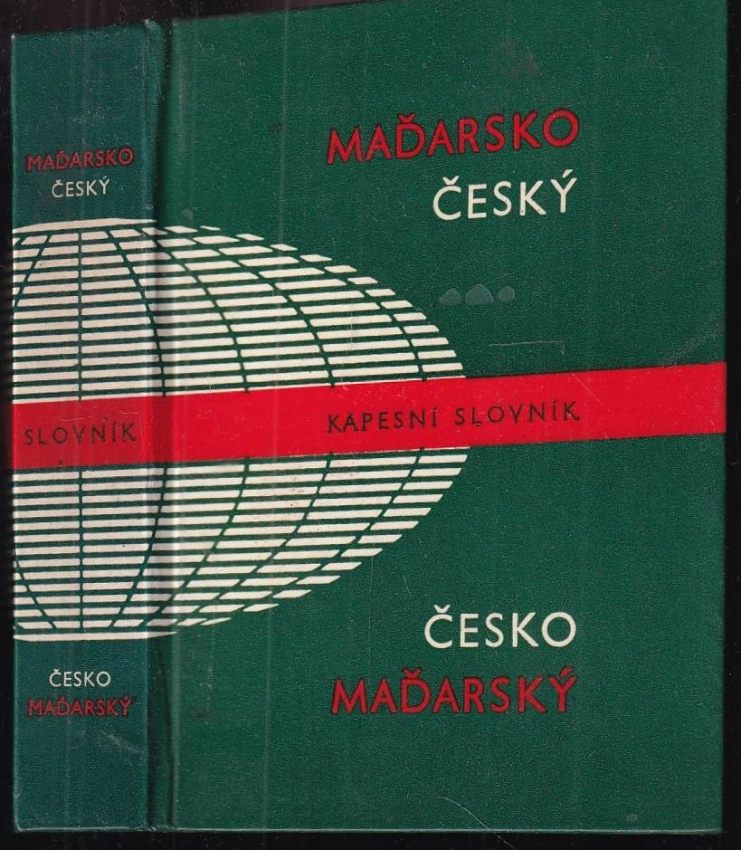 MAĎARSKO
ČESKÝ
SLOVNÍK
ČESKO
MAĎARSKÝ
MAĎARSKO
ČESKÝ
KAPESNÍ SLOVNÍK
ČESKO
MAĎARSKÝ